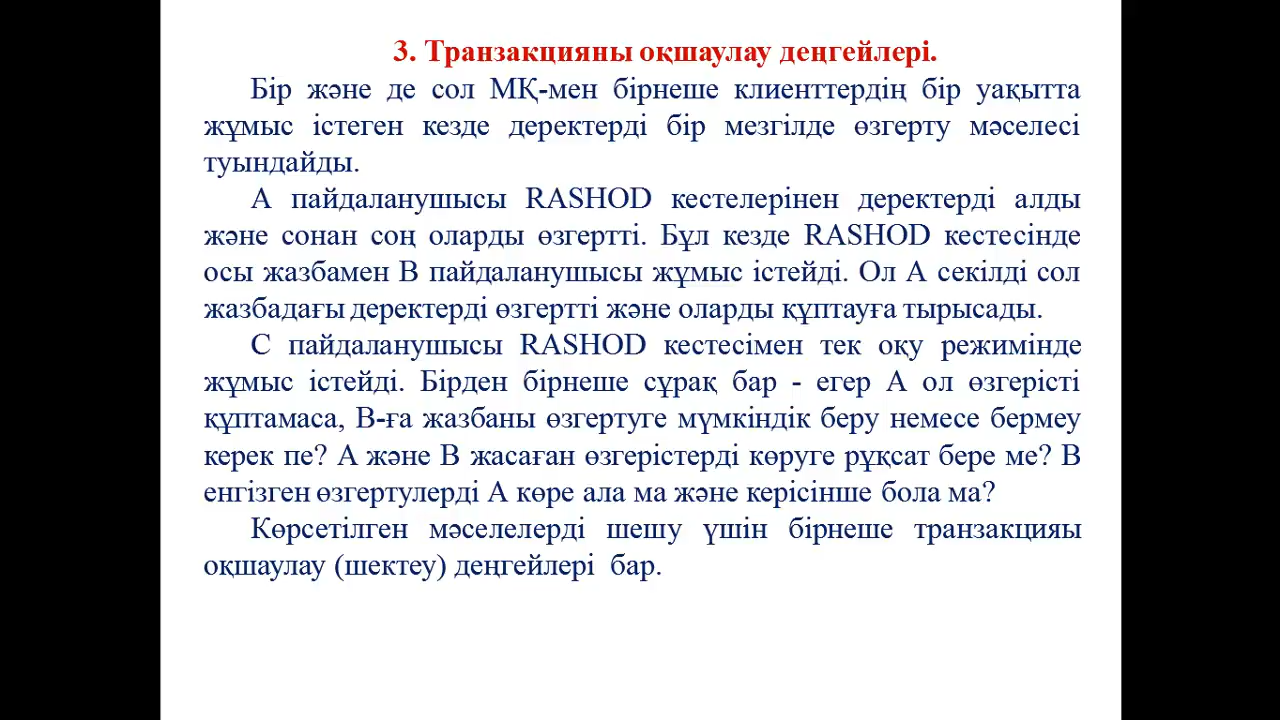 3. Транзакцияны оқшаулау деңгейлері.
Бір және де сол МҚ-мен бірнеше клиенттердің бір уақытта
жұмыс істеген кезде деректерді бір мезгілде өзгерту мәселесі
туындайды.
А пайдаланушысы RASHOD кестелерінен деректерді алды
және сонан соң оларды өзгертті. Бұл кезде RASHOD кестесінде
осы жазбамен В пайдаланушысы жұмыс істейді. Ол А секілді сол
жазбадағы деректерді өзгертті және оларды құптауға тырысады.
С пайдаланушысы RASHOD кестесімен тек оқу режимінде
жұмыс істейді. Бірден бірнеше сұрақ бар - егер А ол өзгерісті
құптамаса, В-ға жазбаны өзгертуге мүмкіндік беру немесе бермеу
керек пе? А және В жасаған өзгерістерді көруге рұқсат бере ме? В
енгізген өзгертулерді А көре ала ма және керісінше бола ма?
Көрсетілген мәселелерді шешу үшін бірнеше транзакцияы
оқшаулау (шектеу) деңгейлері бар.